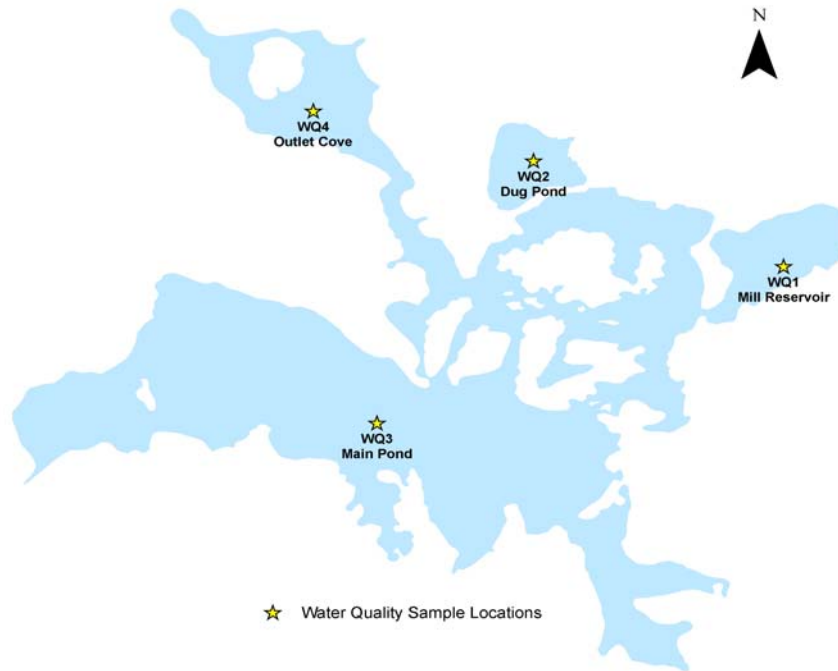 N
WQ4
Outlet Cove
WQ2
Dug Pond
WQ1
Mill Reservoir
WQ3
Main Pond
Water Quality Sample Locations